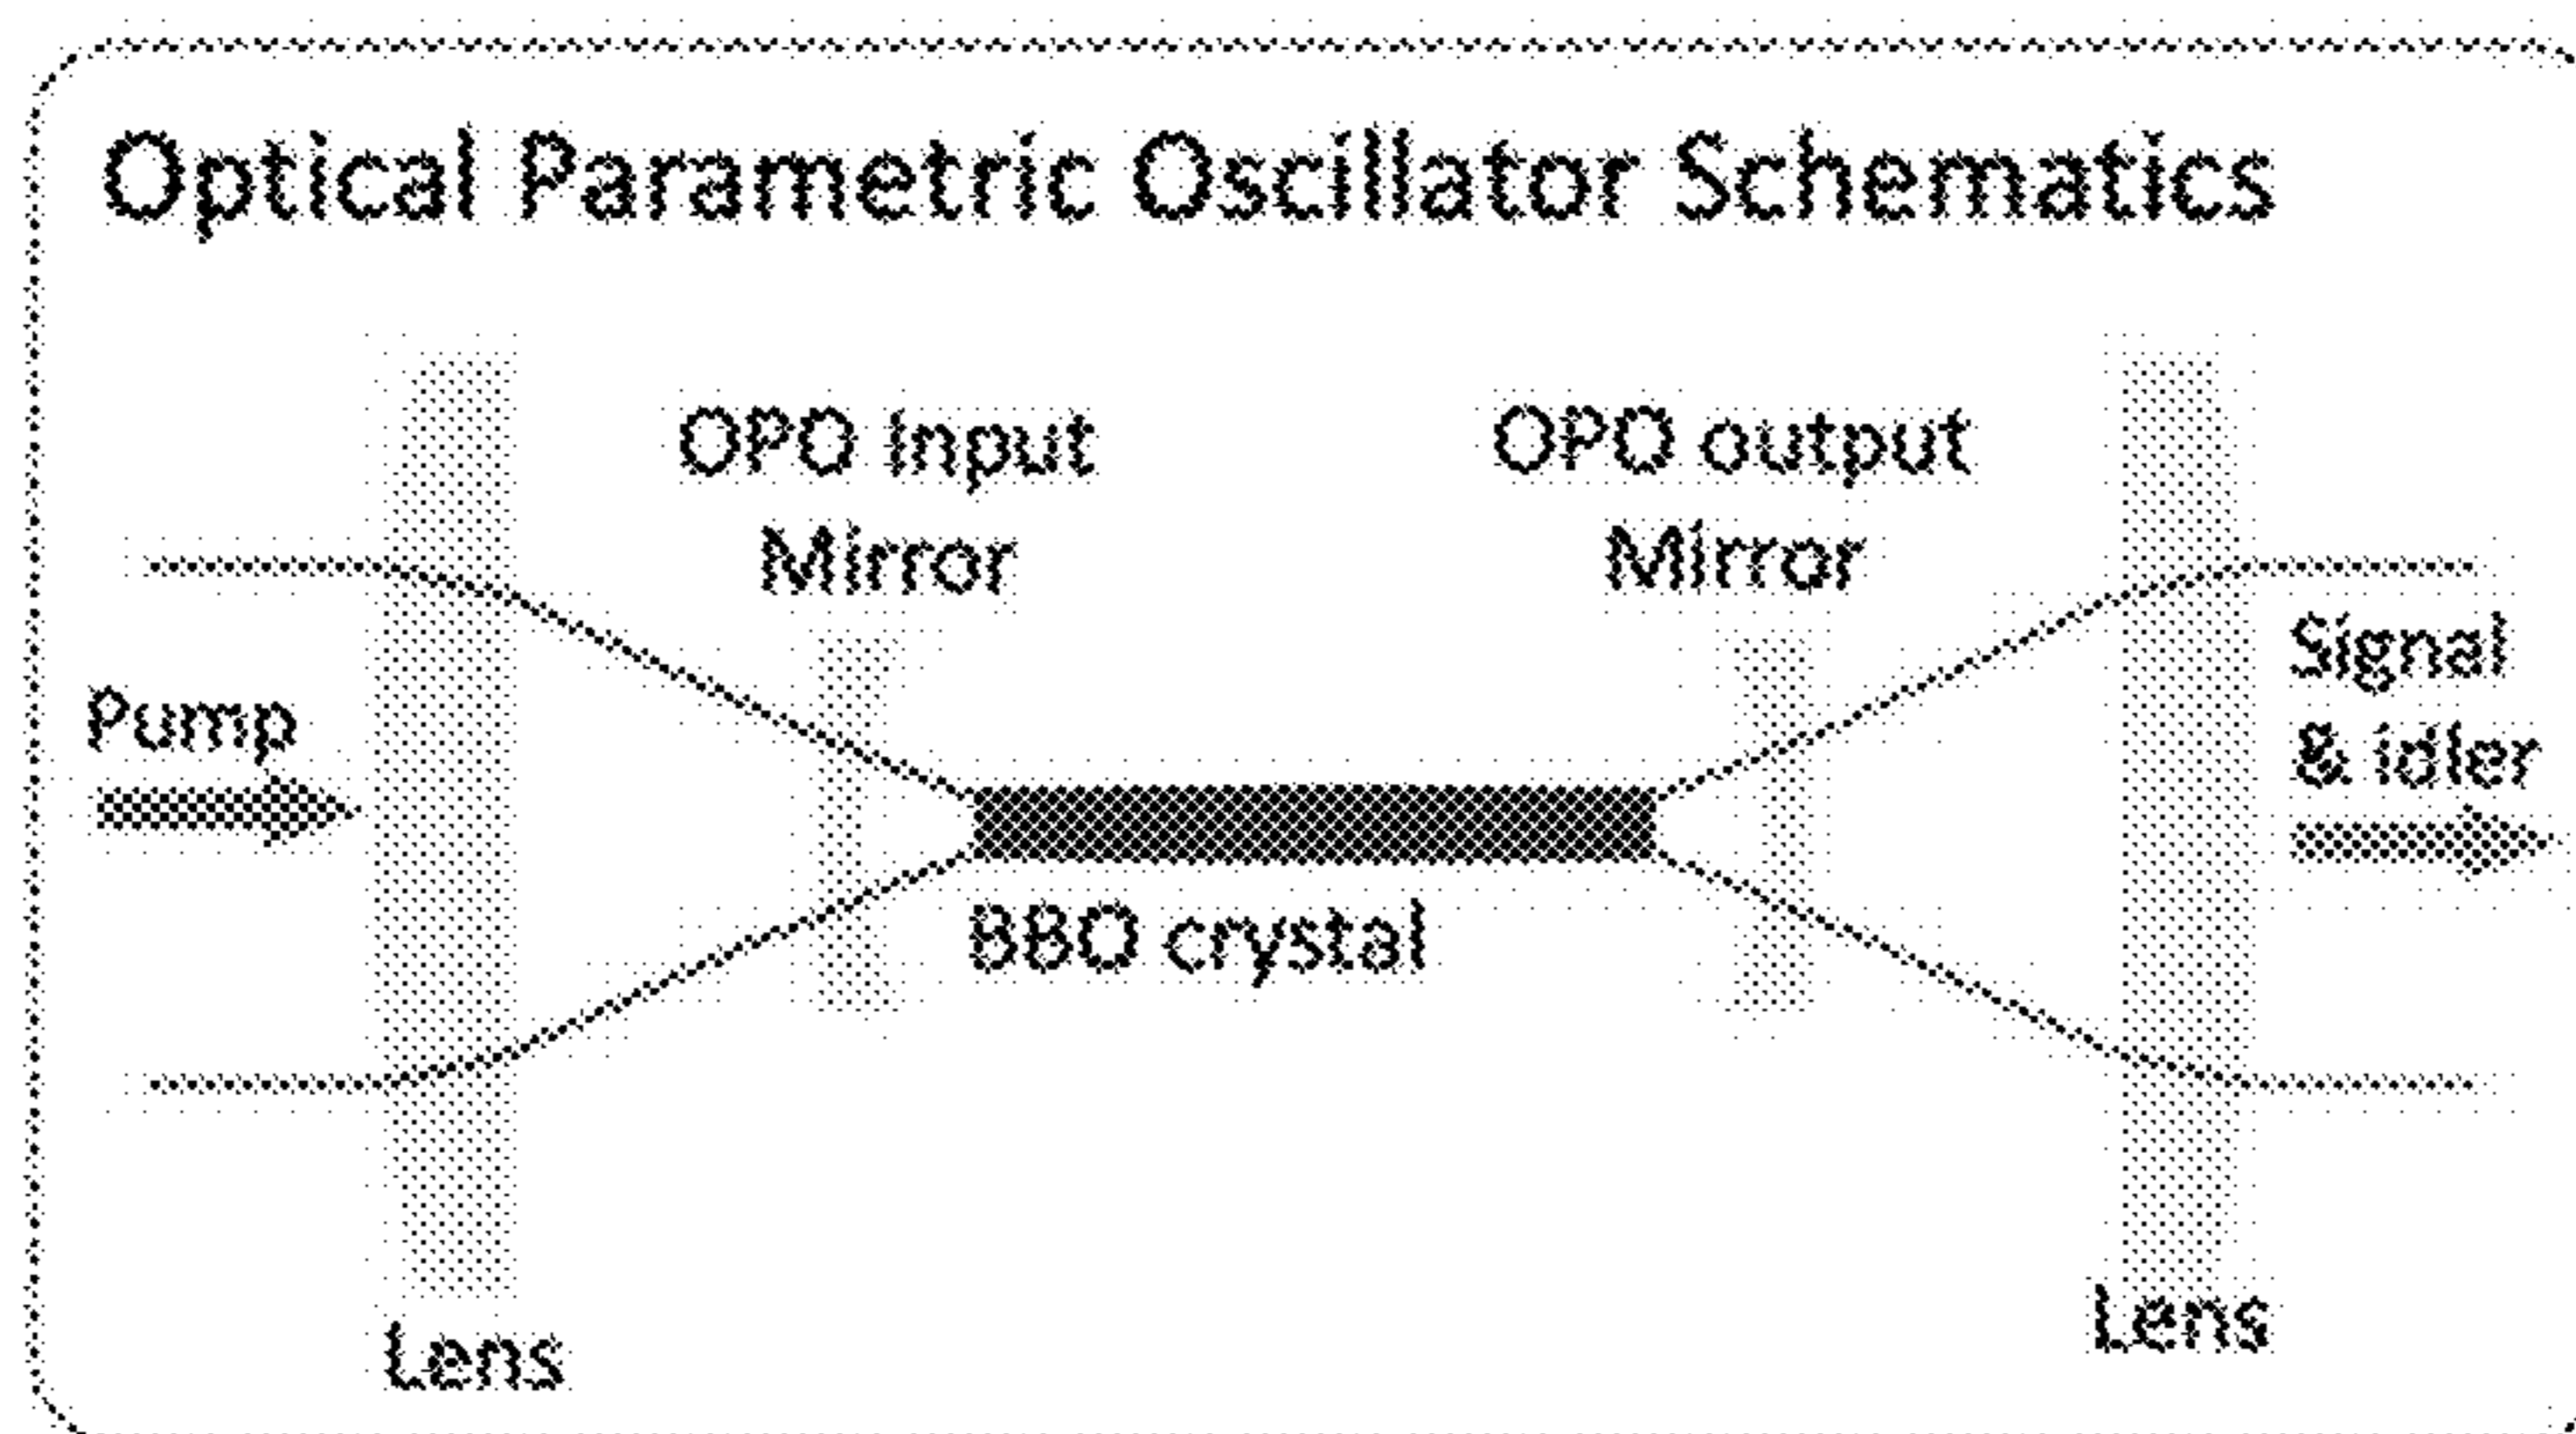 Optical Parametric Oscillator Schematics
OPO input
Mirror
OPO output
Mirror
Pump
Signal
& idler
BBO crystal
Lens
Lens